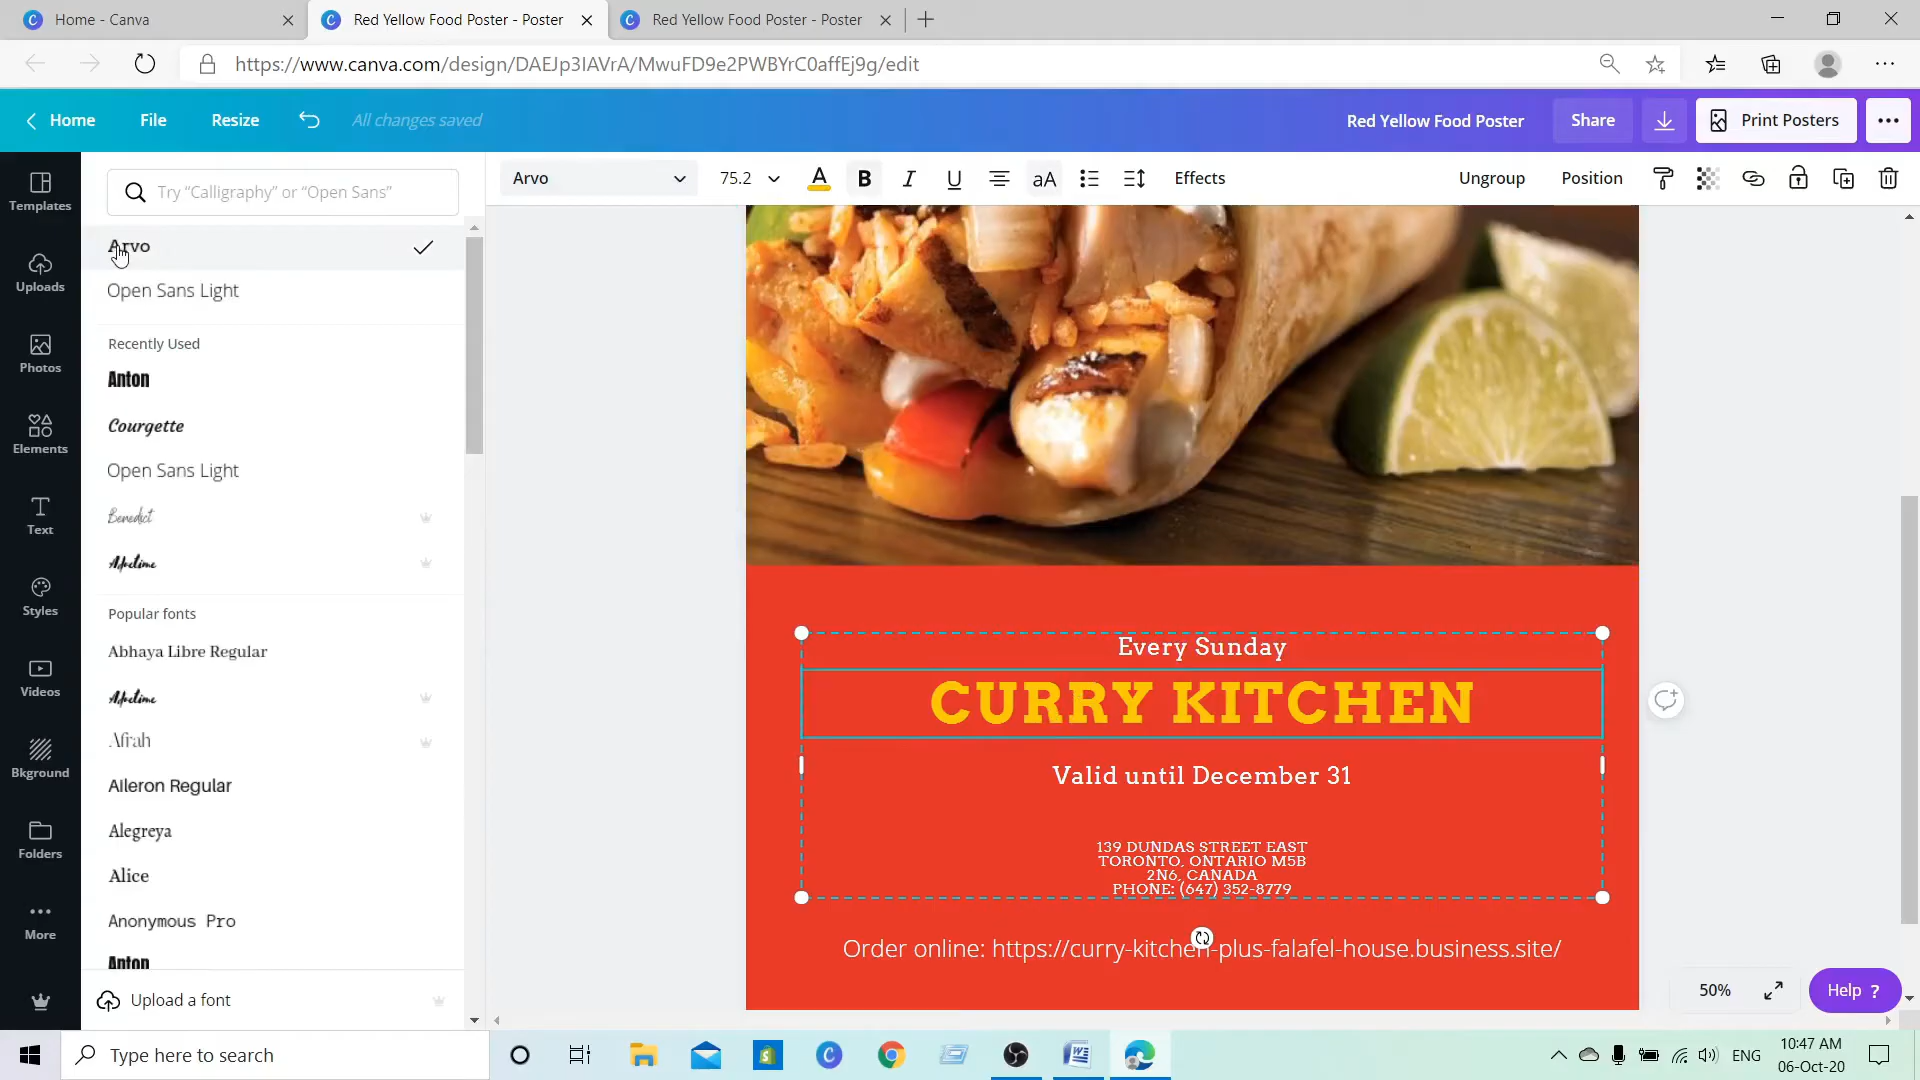 Home - Canva
Red Yellow Food Poster - Poster
Red Yellow Food Poster - Poster
https://www.canva.com/design/DAEJp3IAVrA/MwuFD9e2PWBYrC0affEj9g/edit
Home
File
Resize
All changes saved
Red Yellow Food Poster
Share
Print Posters
Templates
Uploads
Photos
Elements
Text
Styles
Videos
Bkground
Folders
More
Try “Calligraphy” or “Open Sans”
Arvo
Open Sans Light
Recently Used
Anton
Courgette
Open Sans Light
Benedict
Adristime
Popular fonts
Abhaya Libre Regular
Afrah
Aileron Regular
Alegreya
Alice
Anonymous Pro
Anton
Upload a font
Arvo
75.2
A
B
I
U
aA
Effects
Ungroup
Position
Every Sunday
CURRY KITCHEN
Valid until December 31
139 DUNDAS STREET EAST
TORONTO, ONTARIO M5B
2N6, CANADA
PHONE: (647) 352-8779
Order online: https://curry-kitchen-plus-falafel-house.business.site/
50%
Help ?
Type here to search
ENG
10:47 AM
06-Oct-20